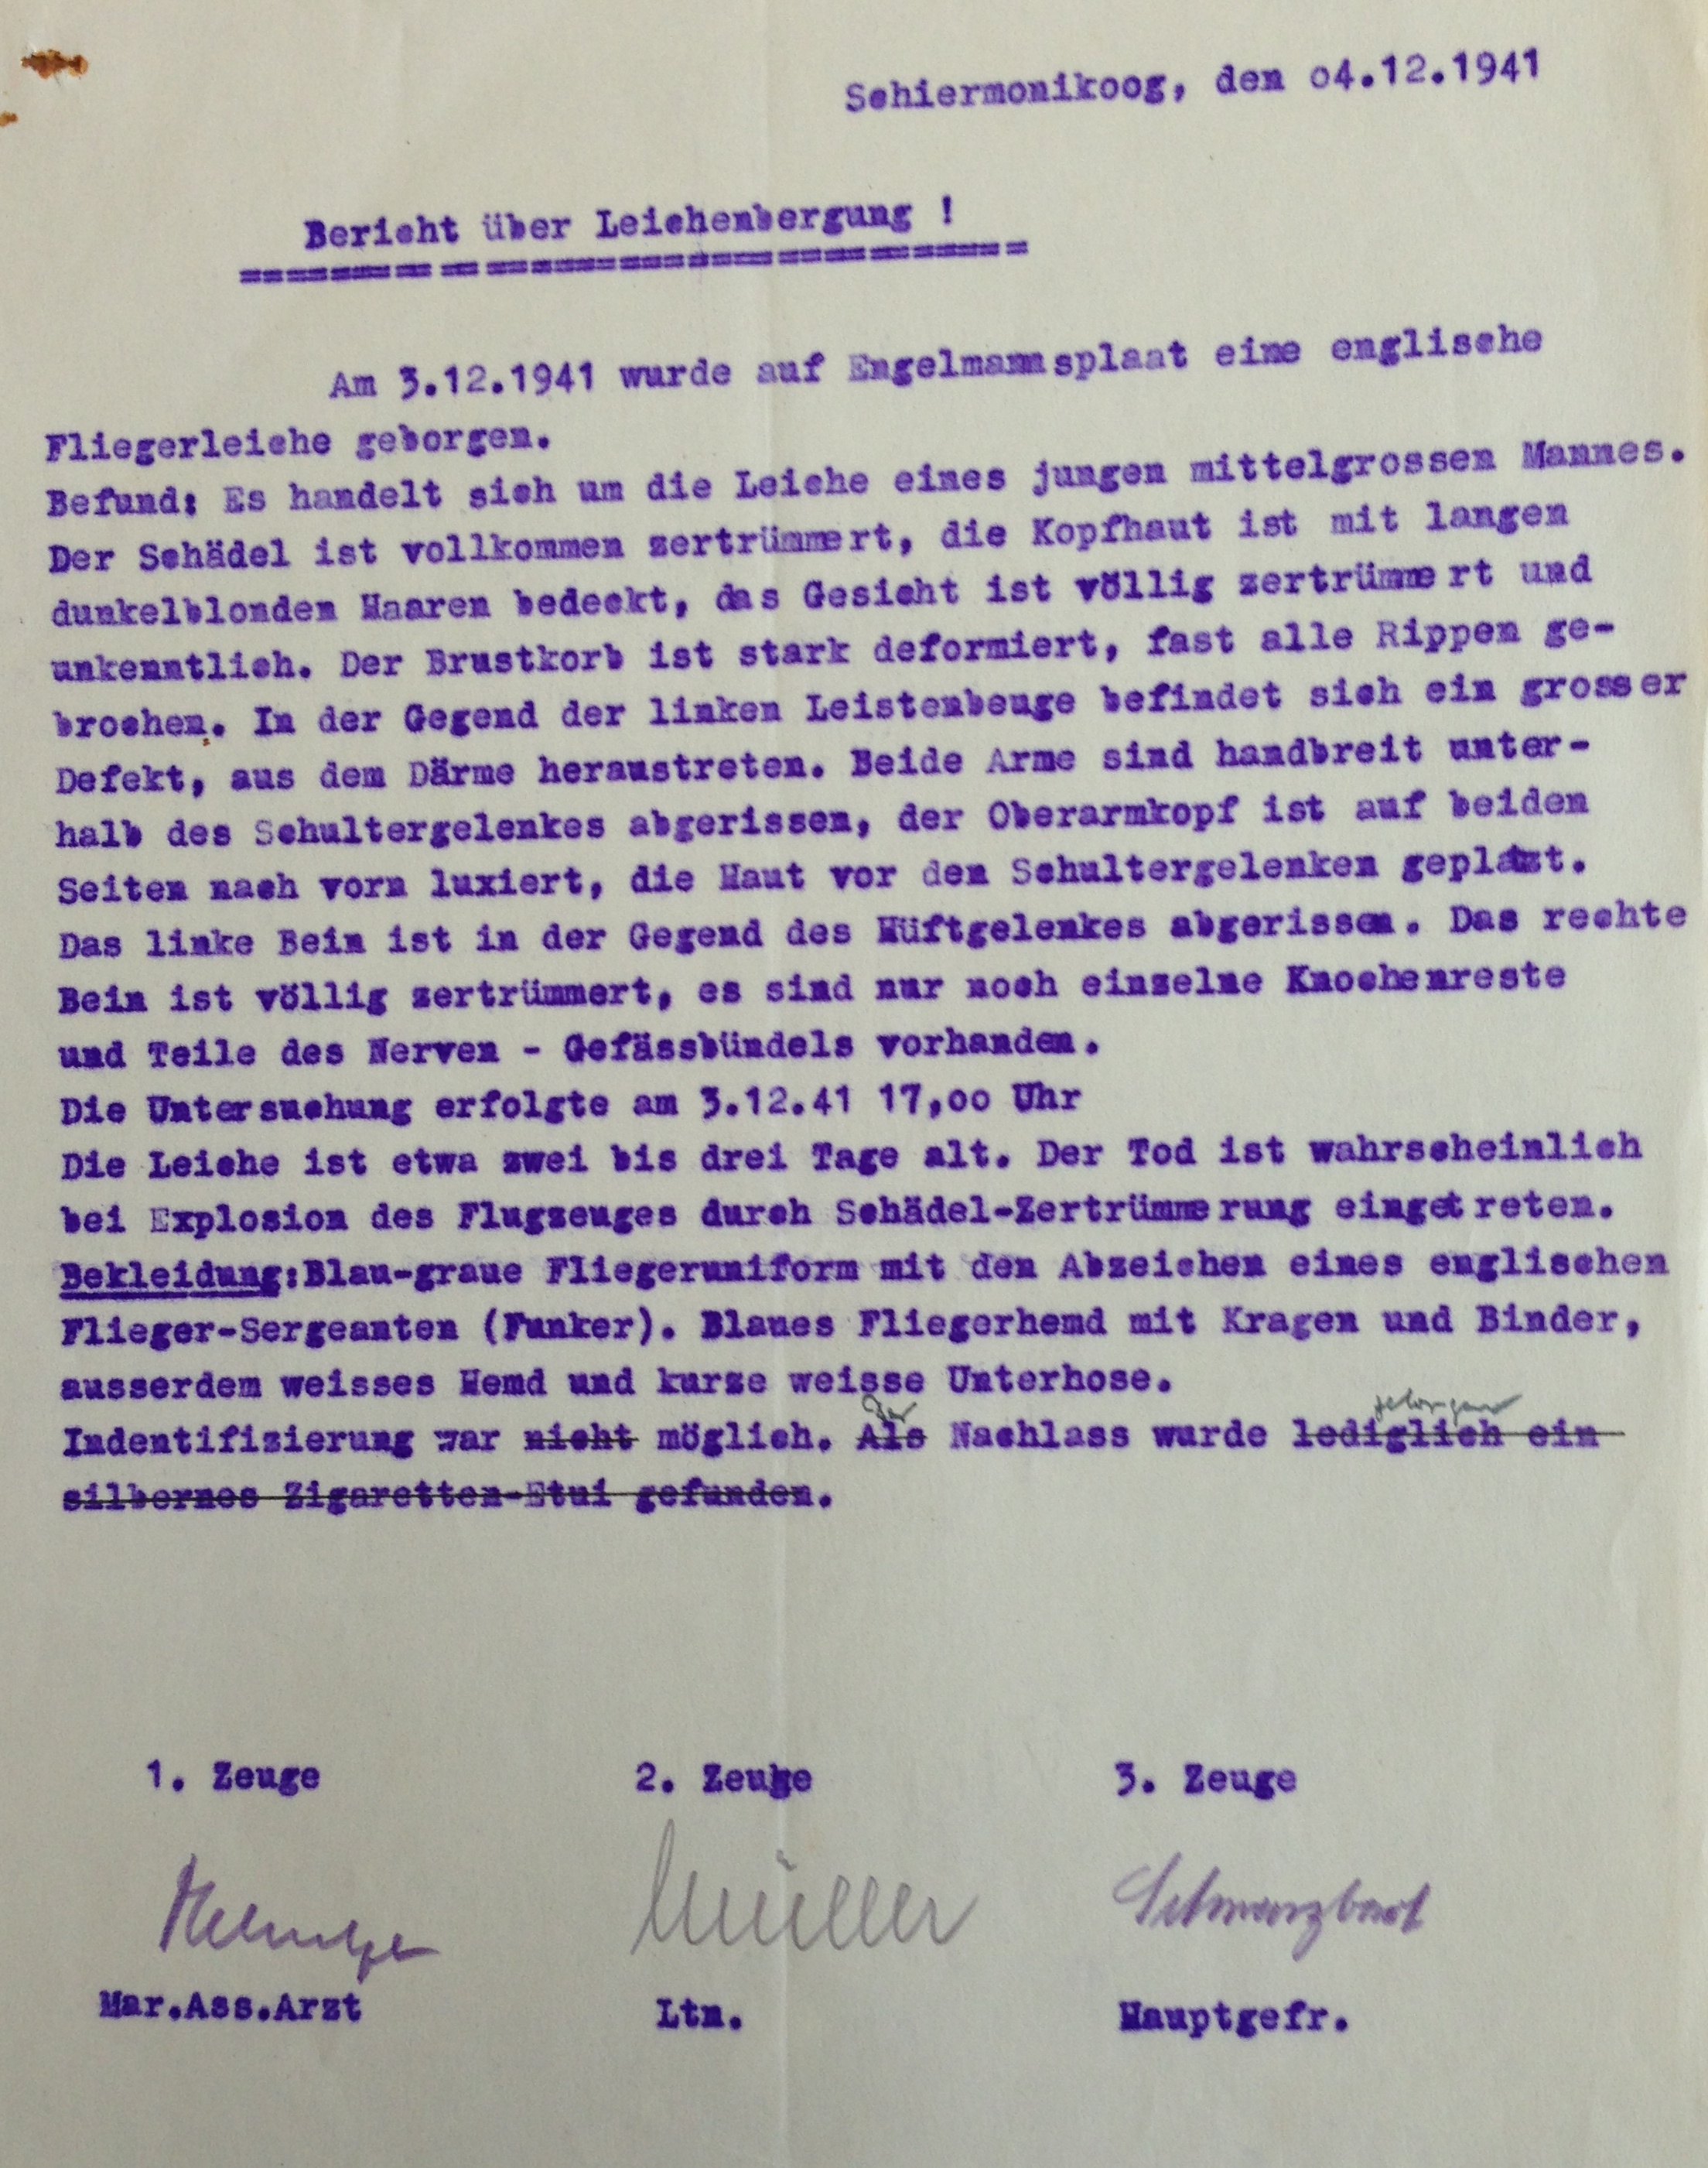 Schiermonikoog, den o4.12.1941
Bericht über Leichenbergung !
Am 3.12.1941 wurde auf Engelmannsplaat eine englische
Fliegerleiche geborgen.
Befund: Es handelt sich um die Leiche eines jungen mittelgrossen Mannes.
Der Schädel ist vollkommen zertrümmert, die Kopfhaut ist mit langen
dunkelblonden Haaren bedeckt, das Gesicht ist völlig zertrümmert und
unkenntlich. Der Brustkorb ist stark deformiert, fast alle Rippen ge-
brochen. In der Gegend der linken Leistenbeuge befindet sich ein grosser
Defekt, aus dem Därme heraustreten. Beide Arme sind handbreit unter-
halb des Schultergelenkes abgerissen, der Oberarmkopf ist auf beiden
Seiten nach vorn luxiert, die Haut vor den Schultergelenken geplatzt.
Das linke Bein ist in der Gegend des Hüftgelenkes abgerissen. Das rechte
Bein ist völlig zertrümmert, es sind nur noch einzelne Knochenreste
und Teile des Nerven - Gefässbündels vorhanden.
Die Untersuchung erfolgte am 3.12.41 17,oo Uhr
Die Leiche ist etwa zwei bis drei Tage alt. Der Tod ist wahrscheinlich
bei Explosion des Flugzeuges durch Schädel-Zertrümmerung eingetreten.
Bekleidung:Blau-graue Fliegeruniform mit den Abzeichen eines englischen
Flieger-Sergeanten (Funker). Blaues Fliegerhemd mit Kragen und Binder,
ausserdem weisses Hemd und kurze weisse Unterhose.
Der geborgen
Indentifizierung war nicht möglich. Als Nachlass wurde lediglich ein
silbernes Zigaretten-Etui gefunden.
1. Zeuge 2. Zeuge 3. Zeuge
Müller Schwarzbart
Mar.Ass.Arzt Ltn. Hauptgefr.